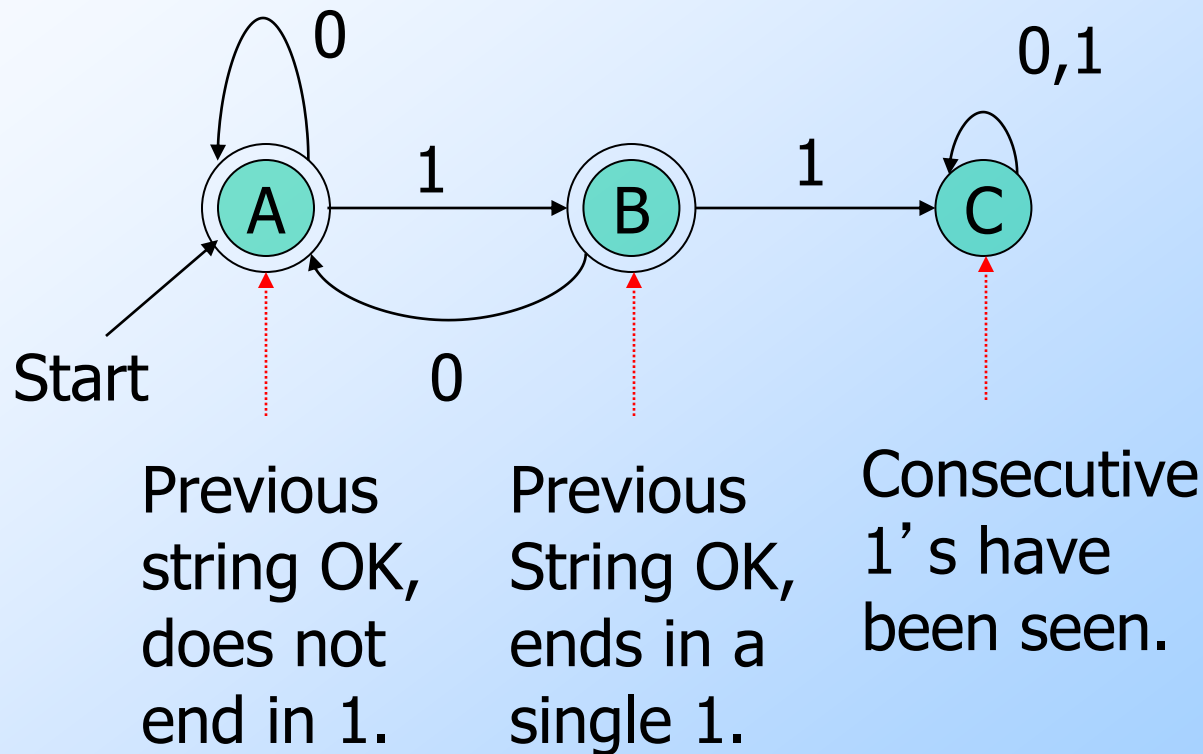 0
0,1
1
1
A
B
C
Start
0
Previous
string OK,
does not
end in 1.
Previous
String OK,
ends in a
single 1.
Consecutive
1’s have
been seen.